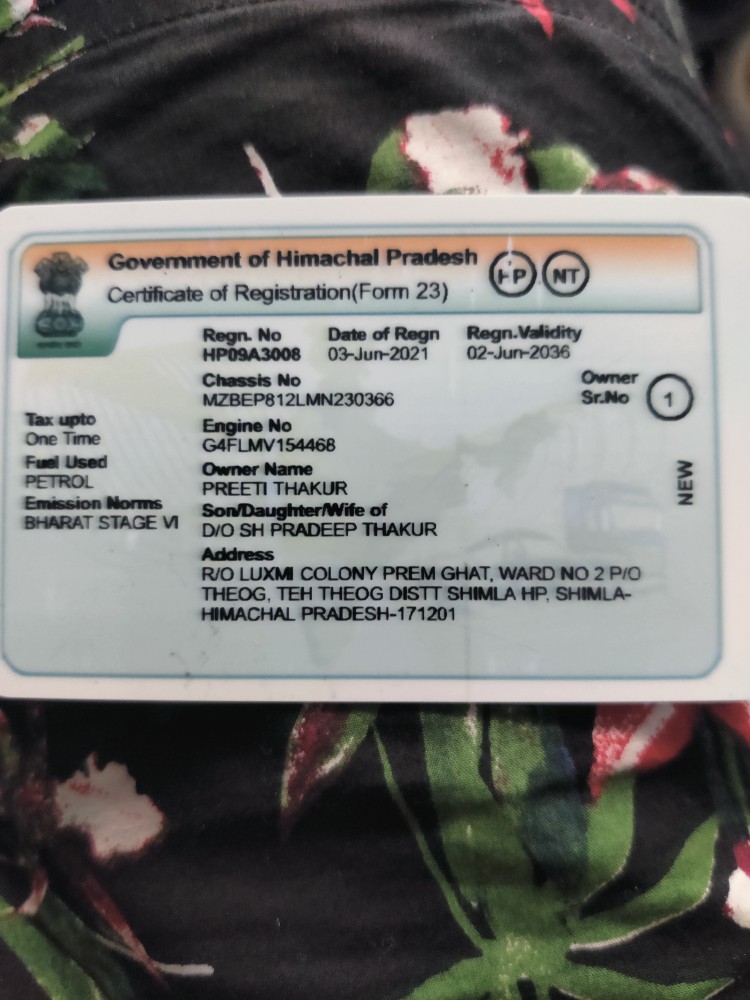 Government of Himachal Pradesh
HP NT
Certificate of Registration(Form 23)
Regn. No Date of Regn Regn.Validity
HP09A3008 03-Jun-2021 02-Jun-2036
Chassis No
MZBEP812LMN230366
Owner
Sr.No 1
Tax upto
One Time
Engine No
G4FLMV154468
Fuel Used
PETROL
Owner Name
PREETI THAKUR
NEW
Emission Norms
BHARAT STAGE VI
Son/Daughter/Wife of
D/O SH PRADEEP THAKUR
Address
R/O LUXMI COLONY PREM GHAT, WARD NO 2 P/O
THEOG, TEH THEOG DISTT SHIMLA HP, SHIMLA-
HIMACHAL PRADESH-171201